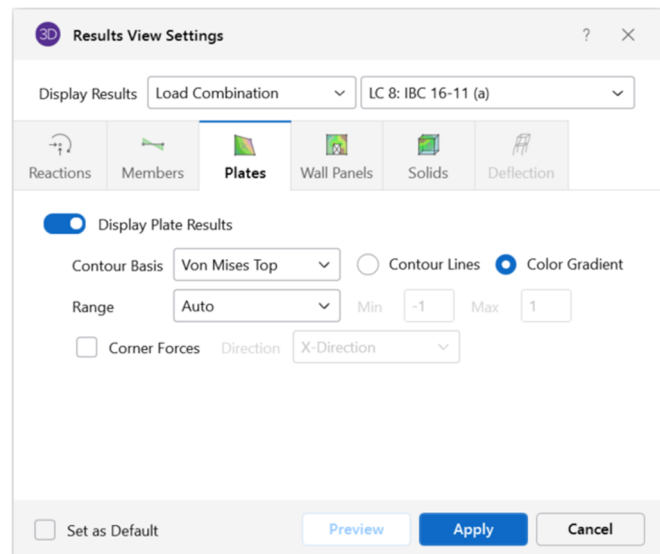 3D Results View Settings ? ×
Display Results Load Combination LC 8: IBC 16-11 (a)
Reactions Members Plates Wall Panels Solids Deflection
Display Plate Results
Contour Basis Von Mises Top Contour Lines Color Gradient
Range Auto Min -1 Max 1
Corner Forces Direction X-Direction
Set as Default Preview Apply Cancel